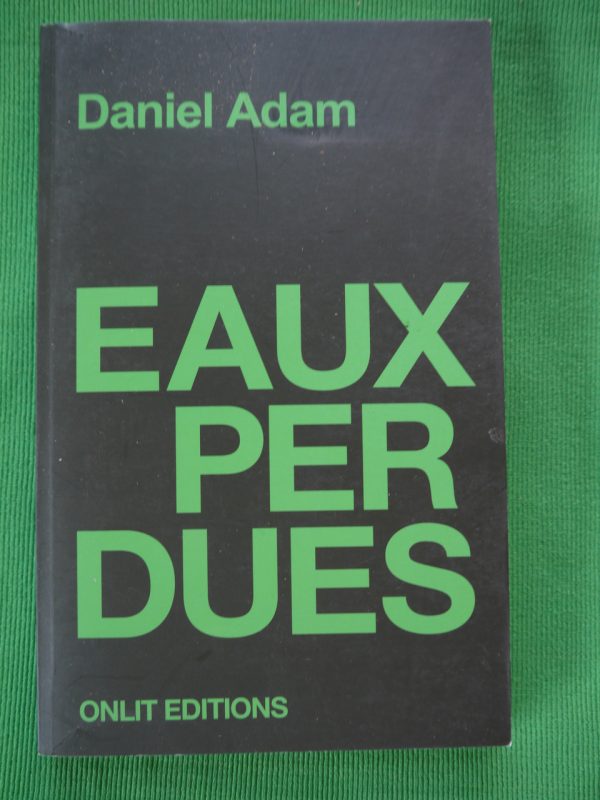 Daniel Adam
EAUX
PER
DUES
ONLIT EDITIONS